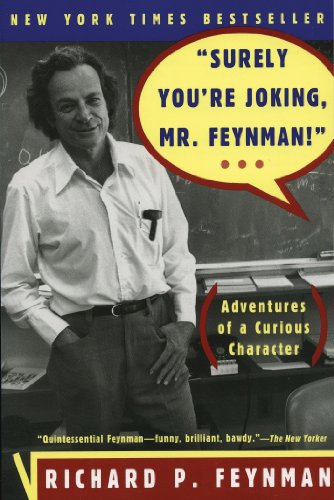 NEW YORK TIMES BESTSELLER
"SURELY
YOU'RE JOKING,
MR. FEYNMAN!"
...
(Adventures
of a Curious
Character)
"Quintessential Feynman—funny, brilliant, bawdy."—The New Yorker
RICHARD P. FEYNMAN